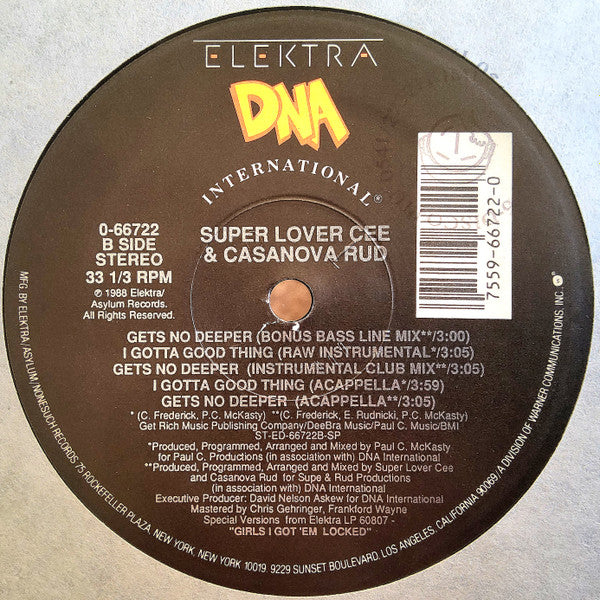 ELEKTRA
DNA
INTERNATIONAL®
0-66722
B SIDE
STEREO
33 1/3 RPM
℗ 1988 Elektra/
Asylum Records.
All Rights Reserved.
SUPER LOVER CEE
& CASANOVA RUD
7559-66722-0
GETS NO DEEPER (BONUS BASS LINE MIX**/3:00)
I GOTTA GOOD THING (RAW INSTRUMENTAL*/3:05)
GETS NO DEEPER (INSTRUMENTAL CLUB MIX**/3:05)
I GOTTA GOOD THING (ACAPPELLA*/3:59)
GETS NO DEEPER (ACAPPELLA**/3:05)
* (C. Frederick, P.C. McKasty) **(C. Frederick, E. Rudnicki, P.C. McKasty)
Get Rich Music Publishing Company/DeeBra Music/Paul C. Music/BMI
ST-ED-66722B-SP
*Produced, Programmed, Arranged and Mixed by Paul C. McKasty
for Paul C. Productions (in association with) DNA International
**Produced, Programmed, Arranged and Mixed by Super Lover Cee
and Casanova Rud for Supe & Rud Productions
(in association with) DNA International
Executive Producer: David Nelson Askew for DNA International
Mastered by Chris Gehringer, Frankford Wayne
Special Versions from Elektra LP 60807 -
"GIRLS I GOT 'EM LOCKED"
MFG. BY ELEKTRA/ASYLUM/NONESUCH RECORDS 75 ROCKEFELLER PLAZA, NEW YORK, NEW YORK 10019. 9229 SUNSET BOULEVARD, LOS ANGELES, CALIFORNIA 90069/A DIVISION OF WARNER COMMUNICATIONS, INC.